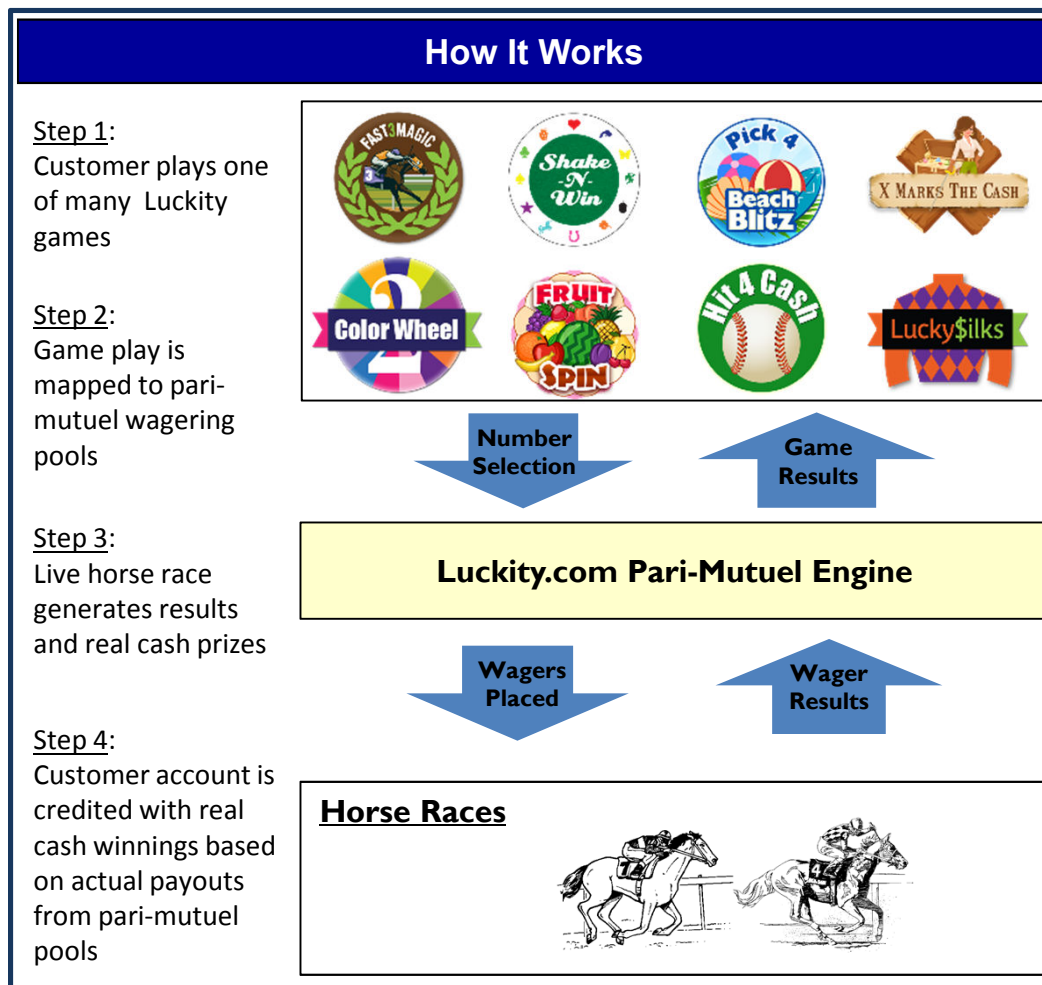 How It Works
Step 1:
Customer plays one
of many Luckity
games
Step 2:
Game play is
mapped to pari-
mutuel wagering
pools
Step 3:
Live horse race
generates results
and real cash prizes
Step 4:
Customer account is
credited with real
cash winnings based
on actual payouts
from pari-mutuel
pools
FAST3MAGIC
3
Shake
-N-
Win
Pick 4
Beach
Blitz
X MARKS THE CASH
2
Color Wheel
FRUIT
SPIN
Hit 4 Cash
Lucky$ilks
Number
Selection
Game
Results
Luckity.com Pari-Mutuel Engine
Wagers
Placed
Wager
Results
Horse Races
4